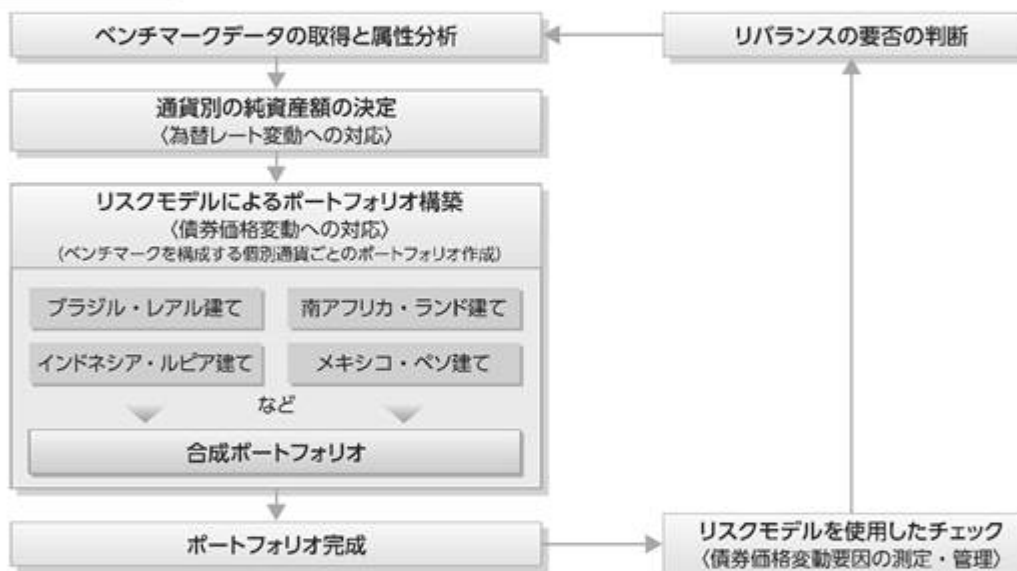 ベンチマークデータの取得と属性分析
リバランスの要否の判断
通貨別の純資産額の決定
〈為替レート変動への対応〉
リスクモデルによるポートフォリオ構築
〈債券価格変動への対応〉
(ベンチマークを構成する個別通貨ごとのポートフォリオ作成)
ブラジル・レアル建て
南アフリカ・ランド建て
インドネシア・ルピア建て
メキシコ・ペソ建て
など
合成ポートフォリオ
ポートフォリオ完成
リスクモデルを使用したチェック
〈債券価格変動要因の測定・管理〉